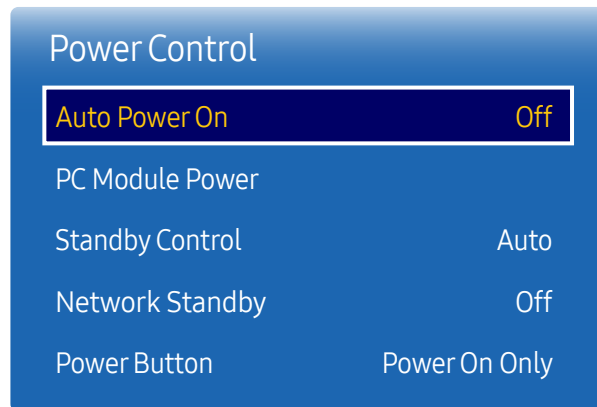 Power Control
Auto Power On Off
PC Module Power
Standby Control Auto
Network Standby Off
Power Button Power On Only